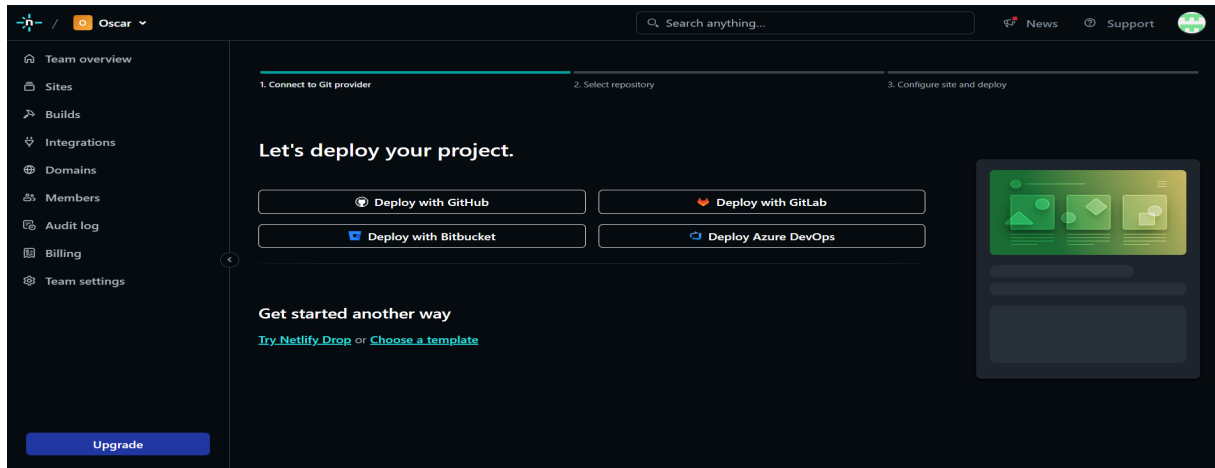 / O Oscar
Search anything...
News
Support
Team overview
Sites
Builds
Integrations
Domains
Members
Audit log
Billing
Team settings
Upgrade
1. Connect to Git provider
2. Select repository
3. Configure site and deploy
Let's deploy your project.
Deploy with GitHub
Deploy with GitLab
Deploy with Bitbucket
Deploy Azure DevOps
Get started another way
Try Netlify Drop or Choose a template